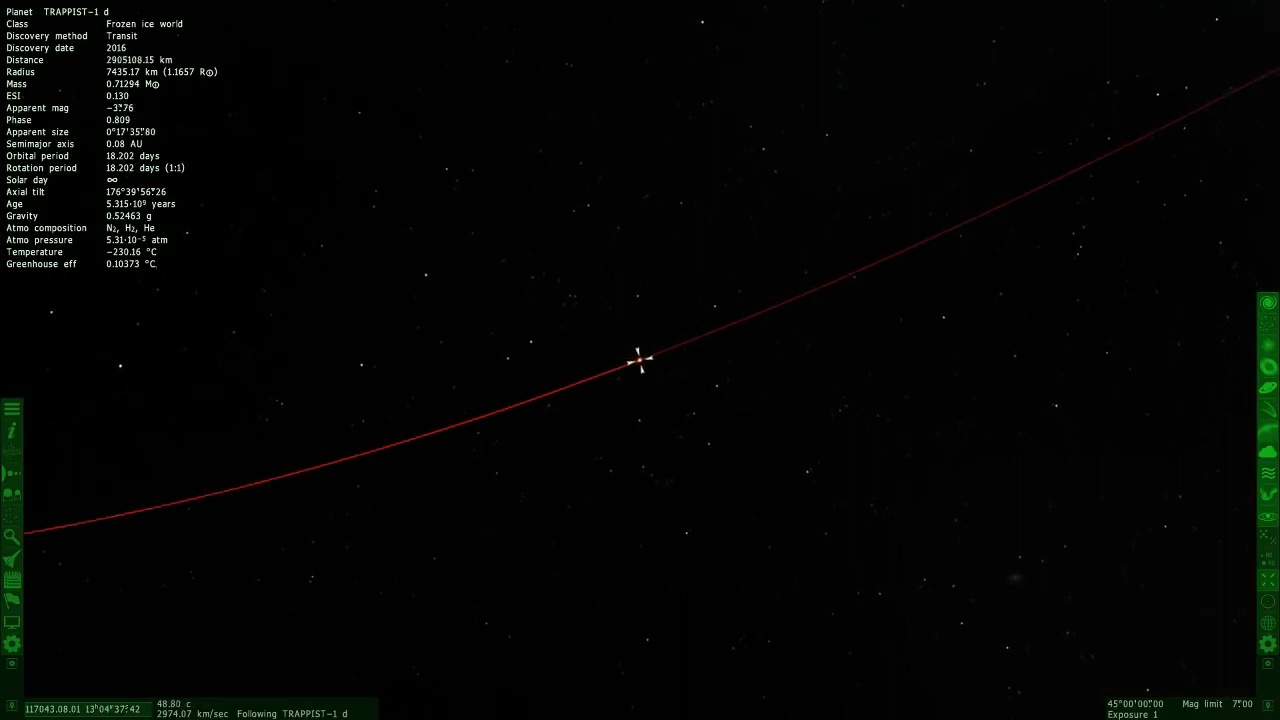 Planet TRAPPIST-1 d
Class Frozen ice world
Discovery method Transit
Discovery date 2016
Distance 2905108.15 km
Radius 7435.17 km (1.1657 R⊙)
Mass 0.71294 M⊙
ESI 0.130
Apparent mag -3.ᵐ76
Phase 0.809
Apparent size 0°17'35."80
Semimajor axis 0.08 AU
Orbital period 18.202 days
Rotation period 18.202 days (1:1)
Solar day ∞
Axial tilt 176°39'56."26
Age 5.315·10⁹ years
Gravity 0.52463 g
Atmo composition N₂, H₂, He
Atmo pressure 5.31·10⁻⁵ atm
Temperature -230.16 °C
Greenhouse eff 0.10373 °C
117043.08.01 13ʰ04ᵐ37.ˢ42
48.80 c
2974.07 km/sec Following TRAPPIST-1 d
45°00'00."00 Mag limit 7.ᵐ00
Exposure 1